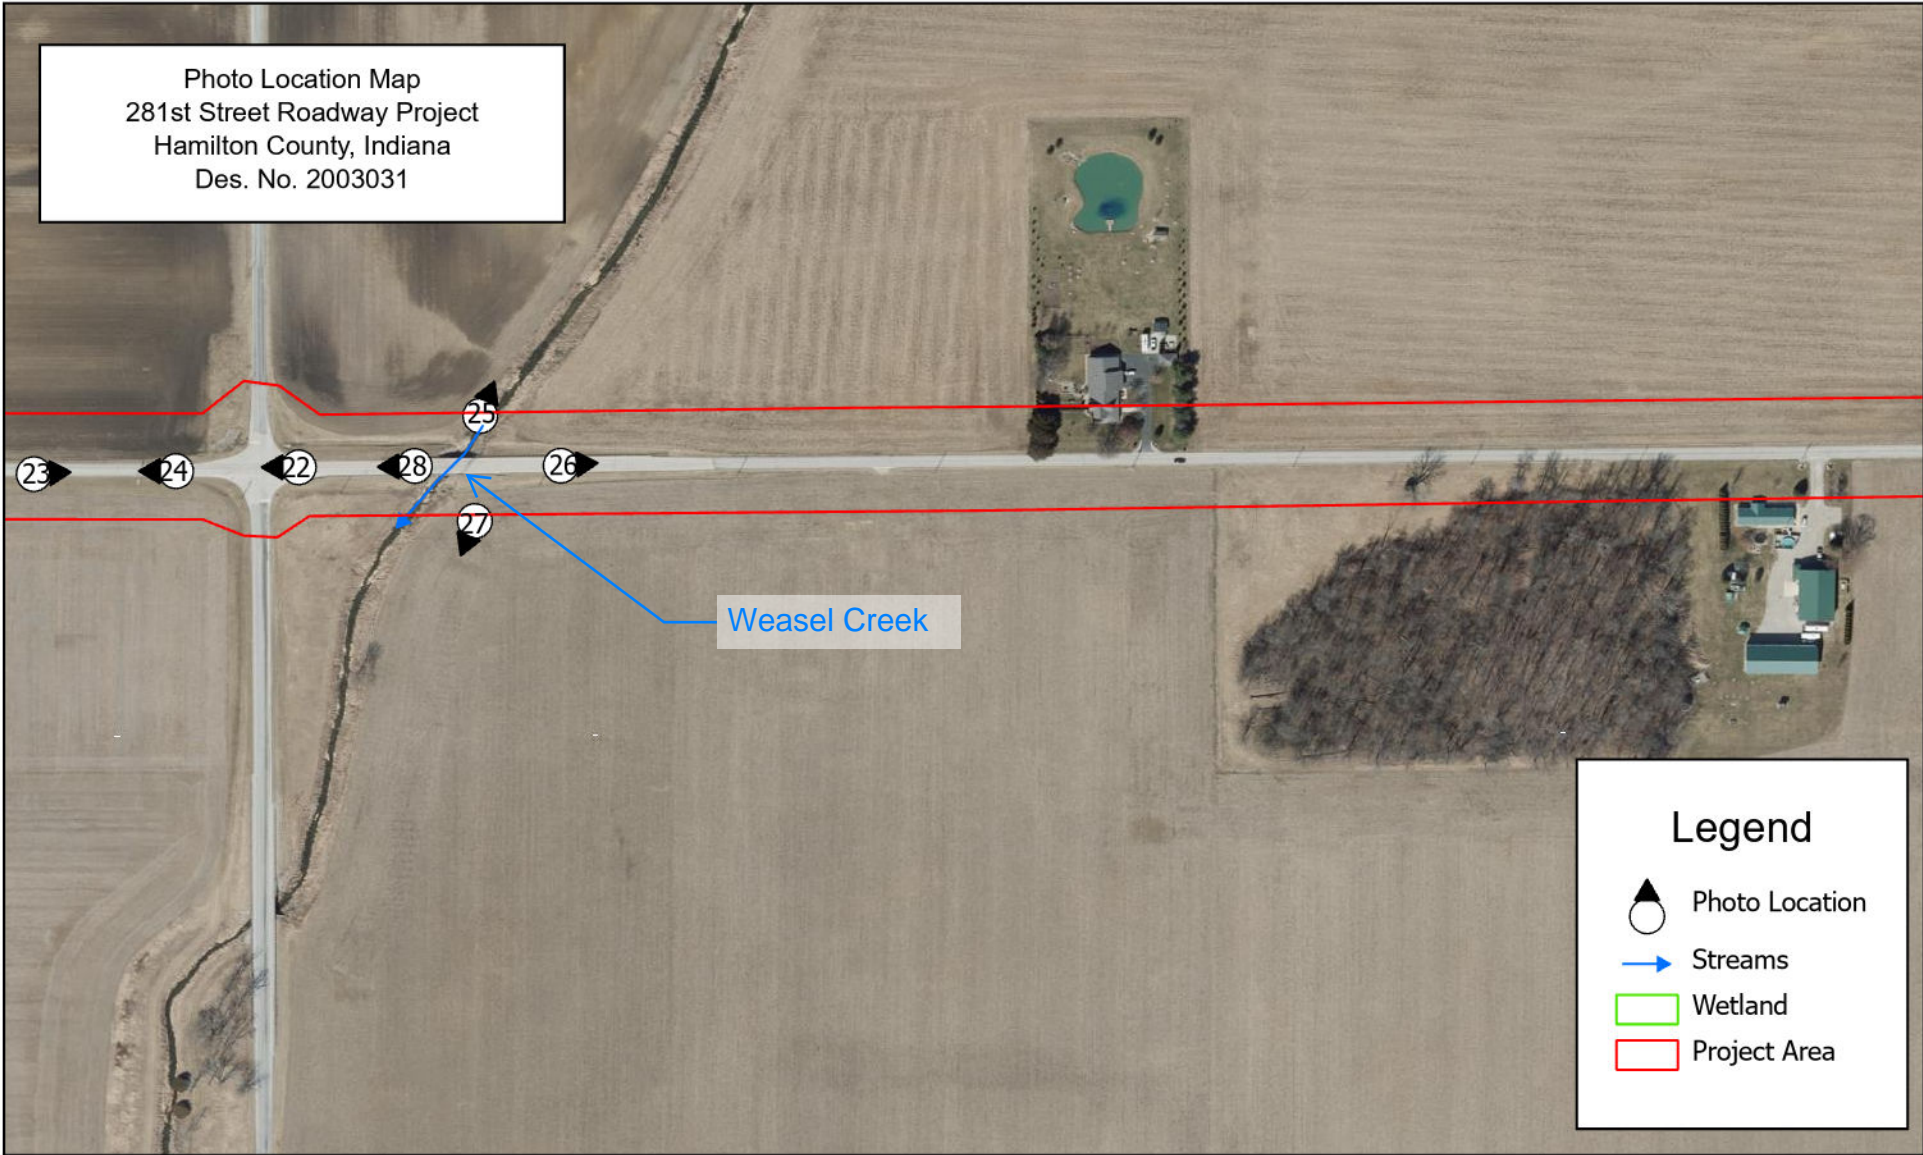 Photo Location Map
281st Street Roadway Project
Hamilton County, Indiana
Des. No. 2003031
25
23
24
22
28
26
27
Weasel Creek
Legend
Photo Location
Streams
Wetland
Project Area